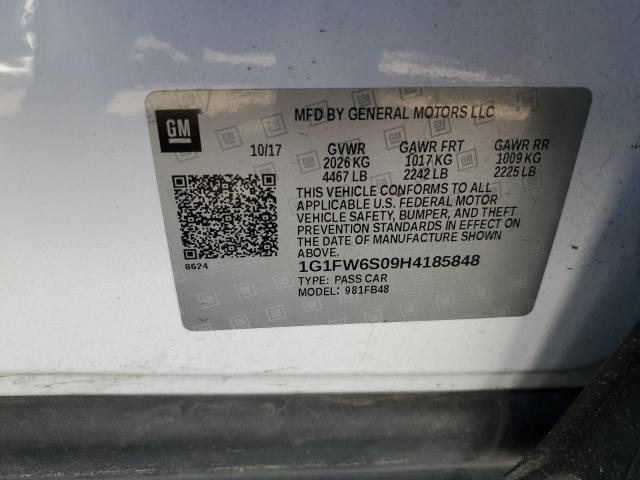 GM
MFD BY GENERAL MOTORS LLC
10/17 GVWR GAWR FRT GAWR RR
2026 KG 1017 KG 1009 KG
4467 LB 2242 LB 2225 LB
THIS VEHICLE CONFORMS TO ALL
APPLICABLE U.S. FEDERAL MOTOR
VEHICLE SAFETY, BUMPER, AND THEFT
PREVENTION STANDARDS IN EFFECT ON
THE DATE OF MANUFACTURE SHOWN
ABOVE.
8624
1G1FW6S09H4185848
TYPE: PASS CAR
MODEL: 981FB48